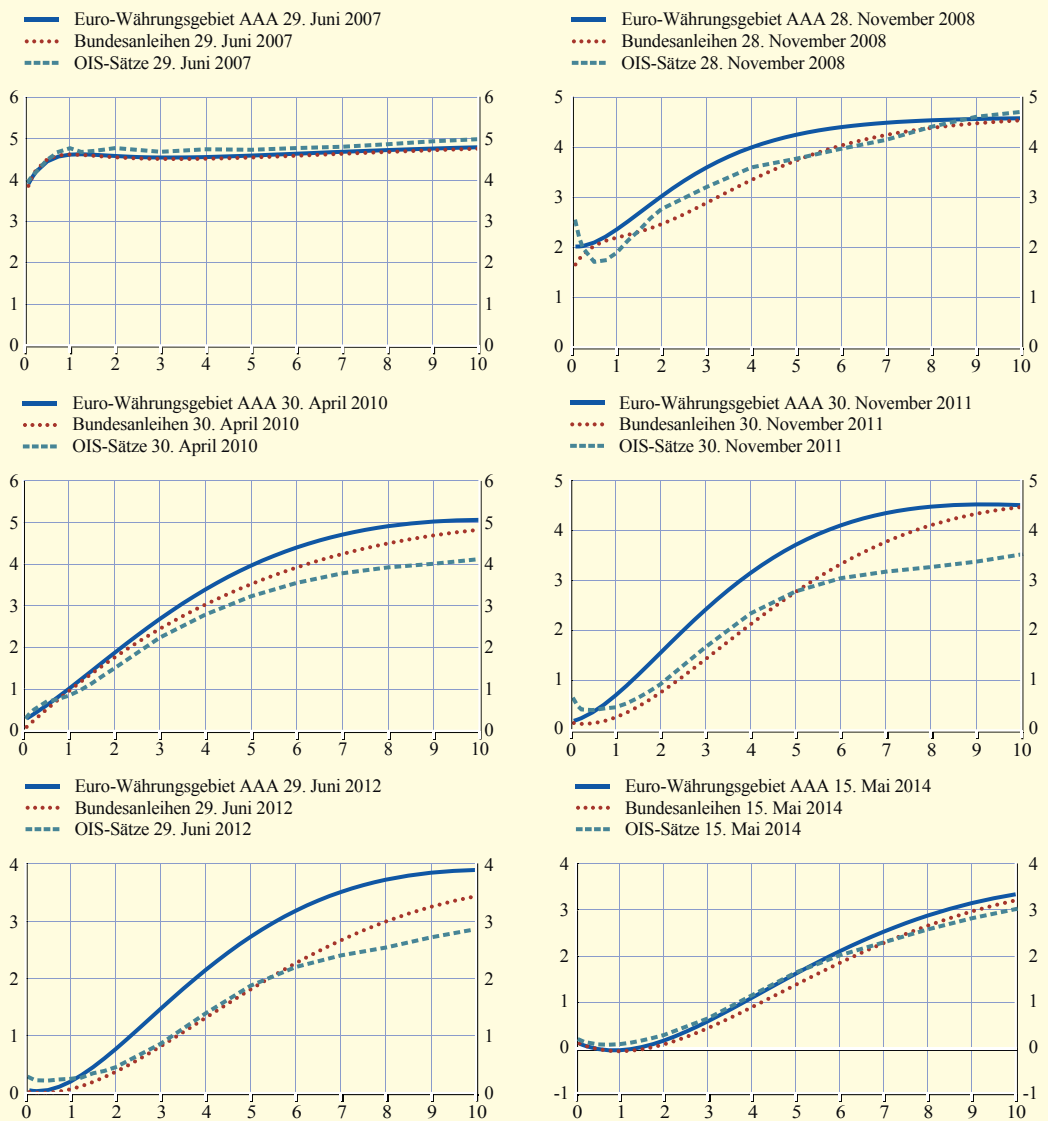 Euro-Währungsgebiet AAA 29. Juni 2007
Bundesanleihen 29. Juni 2007
OIS-Sätze 29. Juni 2007
6 6
5 5
4 4
3 3
2 2
1 1
0 0
0 1 2 3 4 5 6 7 8 9 10
Euro-Währungsgebiet AAA 28. November 2008
Bundesanleihen 28. November 2008
OIS-Sätze 28. November 2008
5 5
4 4
3 3
2 2
1 1
0 0
0 1 2 3 4 5 6 7 8 9 10
Euro-Währungsgebiet AAA 30. April 2010
Bundesanleihen 30. April 2010
OIS-Sätze 30. April 2010
6 6
5 5
4 4
3 3
2 2
1 1
0 0
0 1 2 3 4 5 6 7 8 9 10
Euro-Währungsgebiet AAA 30. November 2011
Bundesanleihen 30. November 2011
OIS-Sätze 30. November 2011
5 5
4 4
3 3
2 2
1 1
0 0
0 1 2 3 4 5 6 7 8 9 10
Euro-Währungsgebiet AAA 29. Juni 2012
Bundesanleihen 29. Juni 2012
OIS-Sätze 29. Juni 2012
4 4
3 3
2 2
1 1
0 0
0 1 2 3 4 5 6 7 8 9 10
Euro-Währungsgebiet AAA 15. Mai 2014
Bundesanleihen 15. Mai 2014
OIS-Sätze 15. Mai 2014
4 4
3 3
2 2
1 1
0 0
-1 -1
0 1 2 3 4 5 6 7 8 9 10